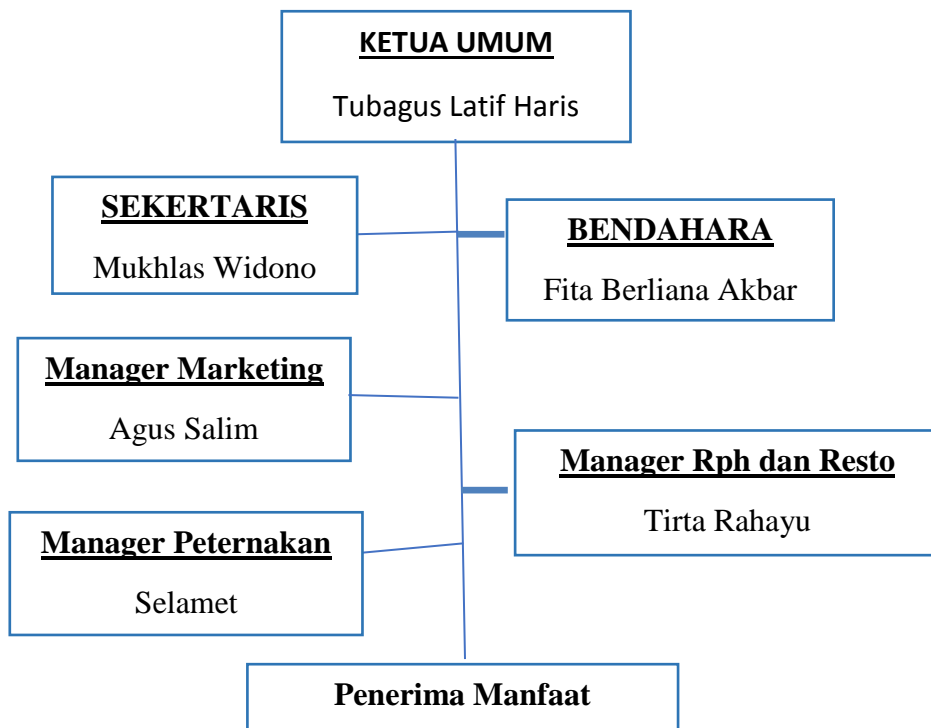 KETUA UMUM
Tubagus Latif Haris
SEKERTARIS
Mukhlas Widono
BENDAHARA
Fita Berliana Akbar
Manager Marketing
Agus Salim
Manager Rph dan Resto
Tirta Rahayu
Manager Peternakan
Selamet
Penerima Manfaat